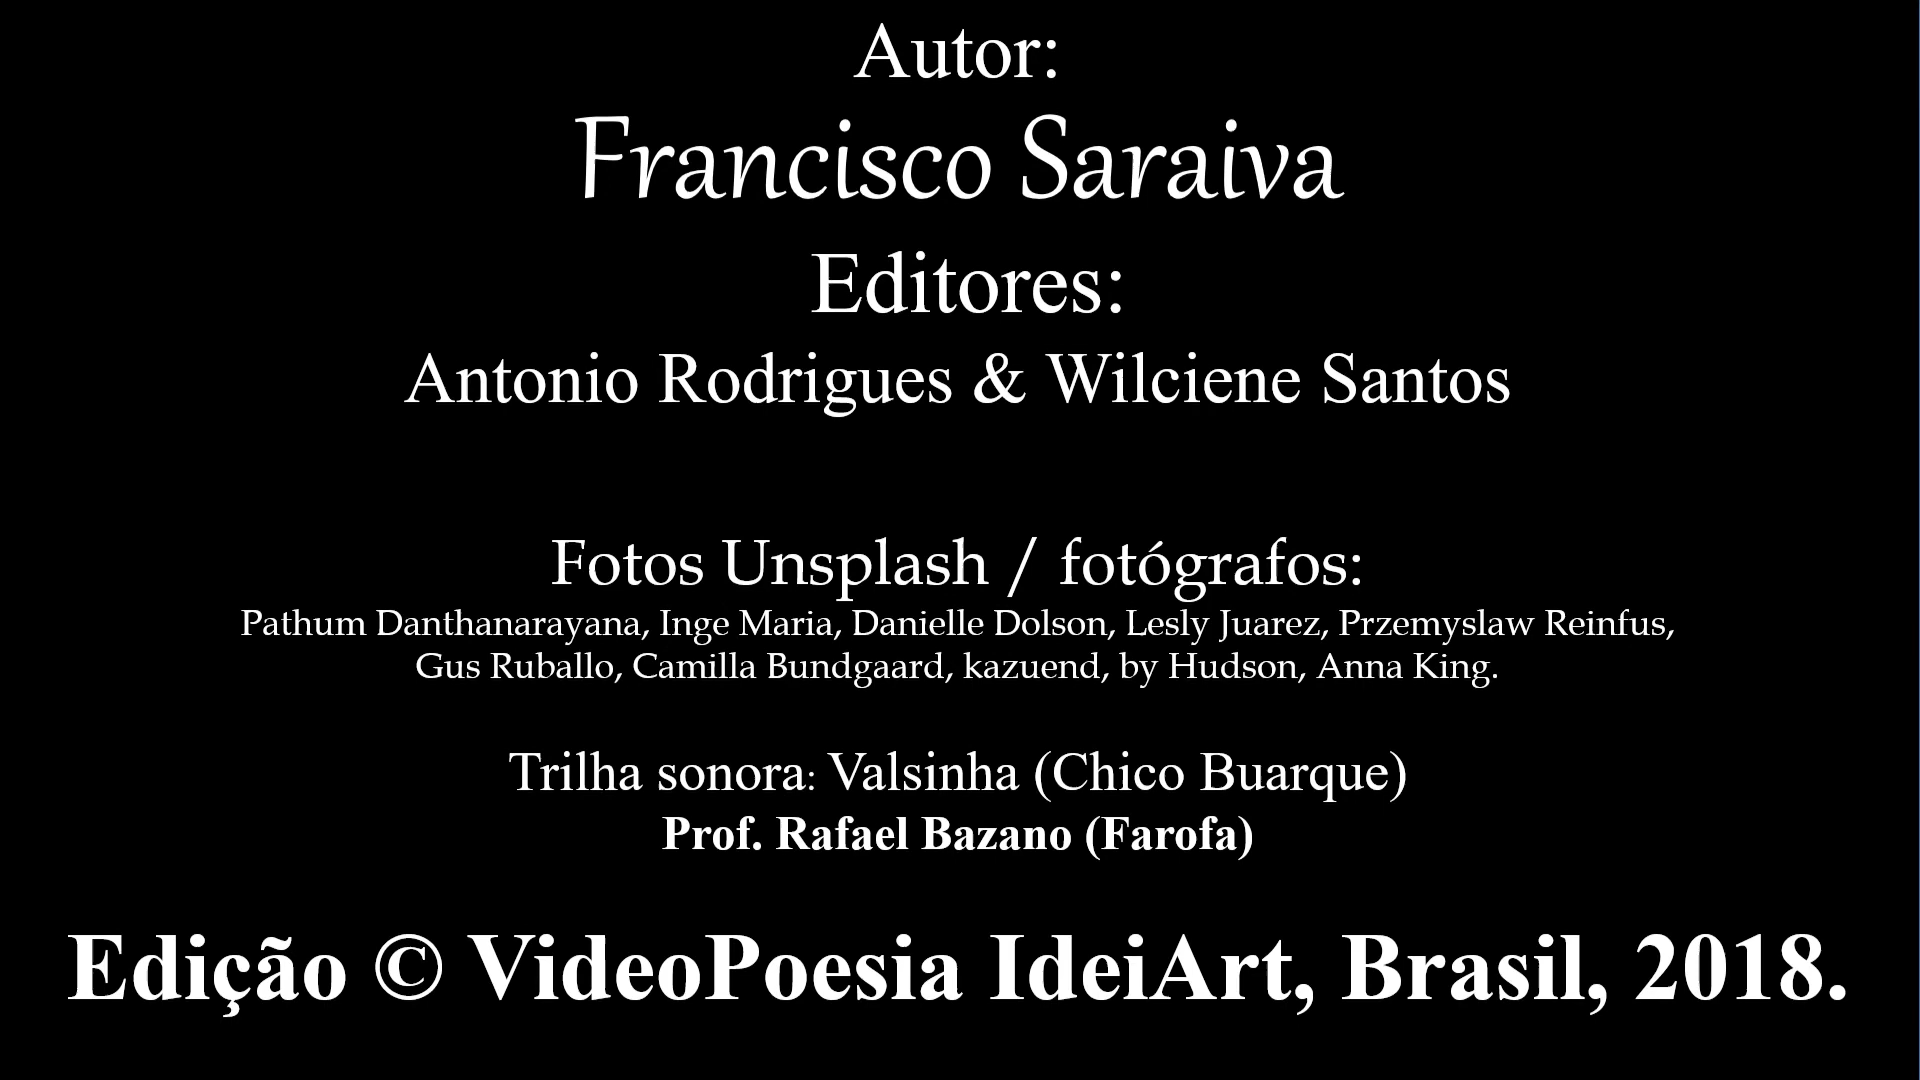 Autor:
Francisco Saraiva
Editores:
Antonio Rodrigues & Wilciene Santos
Fotos Unsplash / fotógrafos:
Pathum Danthanarayana, Inge Maria, Danielle Dolson, Lesly Juarez, Przemyslaw Reinfus,
Gus Ruballo, Camilla Bundgaard, kazuend, by Hudson, Anna King.
Trilha sonora: Valsinha (Chico Buarque)
Prof. Rafael Bazano (Farofa)
Edição © VideoPoesia IdeiArt, Brasil, 2018.